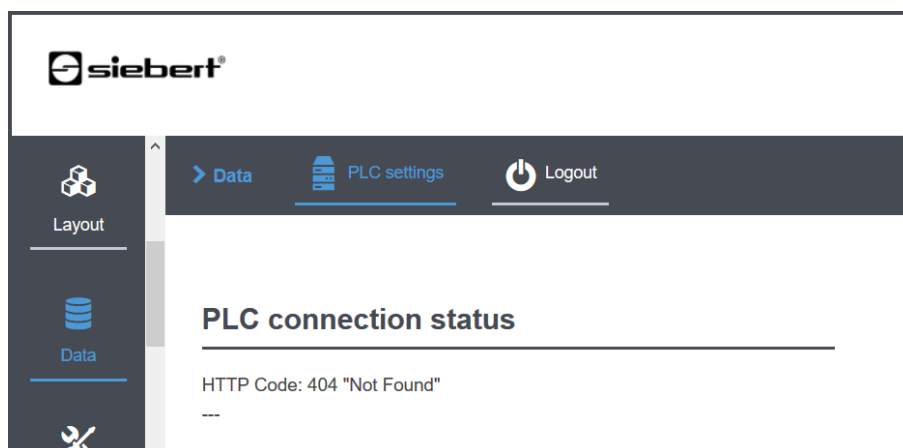 siebert®
Layout
Data
> Data
PLC settings
Logout
PLC connection status
HTTP Code: 404 "Not Found"
---